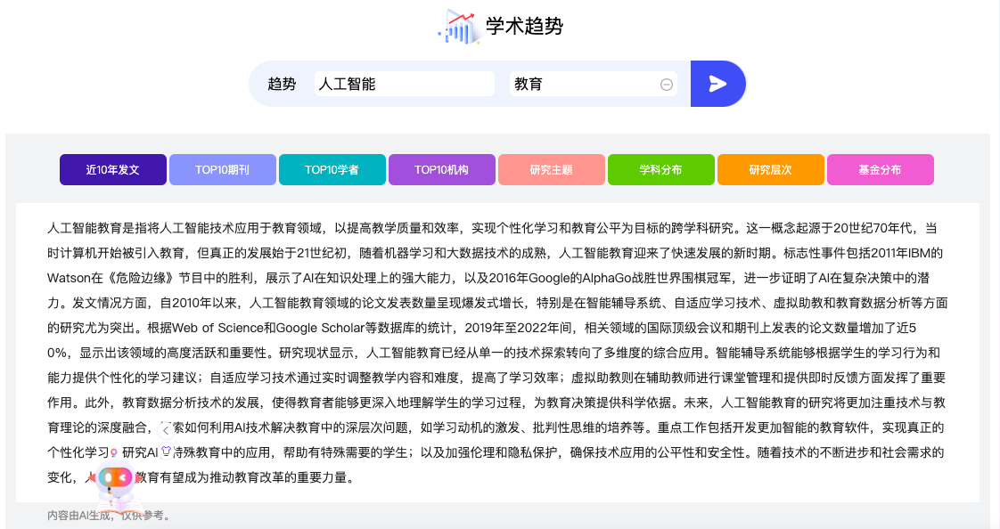 学术趋势
趋势 人工智能 教育
近10年发文 TOP10期刊 TOP10学者 TOP10机构 研究主题 学科分布 研究层次 基金分布
人工智能教育是指将人工智能技术应用于教育领域，以提高教学质量和效率，实现个性化学习和教育公平为目标的跨学科研究。这一概念起源于20世纪70年代，当
时计算机开始被引入教育，但真正的发展始于21世纪初，随着机器学习和大数据技术的成熟，人工智能教育迎来了快速发展的新时期。标志性事件包括2011年IBM的
Watson在《危险边缘》节目中的胜利，展示了AI在知识处理上的强大能力，以及2016年Google的AlphaGo战胜世界围棋冠军，进一步证明了AI在复杂决策中的潜
力。发文情况方面，自2010年以来，人工智能教育领域的论文发表数量呈现爆发式增长，特别是在智能辅导系统、自适应学习技术、虚拟助教和教育数据分析等方面
的研究尤为突出。根据Web of Science和Google Scholar等数据库的统计，2019年至2022年间，相关领域的国际顶级会议和期刊上发表的论文数量增加了近5
0%，显示出该领域的高度活跃和重要性。研究现状显示，人工智能教育已经从单一的技术探索转向了多维度的综合应用。智能辅导系统能够根据学生的学习行为和
能力提供个性化的学习建议；自适应学习技术通过实时调整教学内容和难度，提高了学习效率；虚拟助教则在辅助教师进行课堂管理和提供即时反馈方面发挥了重要
作用。此外，教育数据分析技术的发展，使得教育者能够更深入地理解学生的学习过程，为教育决策提供科学依据。未来，人工智能教育的研究将更加注重技术与教
育理论的深度融合，索如何利用AI技术解决教育中的深层次问题，如学习动机的激发、批判性思维的培养等。重点工作包括开发更加智能的教育软件，实现真正的
个性化学习，研究AI特殊教育中的应用，帮助有特殊需要的学生；以及加强伦理和隐私保护，确保技术应用的公平性和安全性。随着技术的不断进步和社会需求的
变化，人教育有望成为推动教育改革的重要力量。
内容由AI生成，仅供参考。